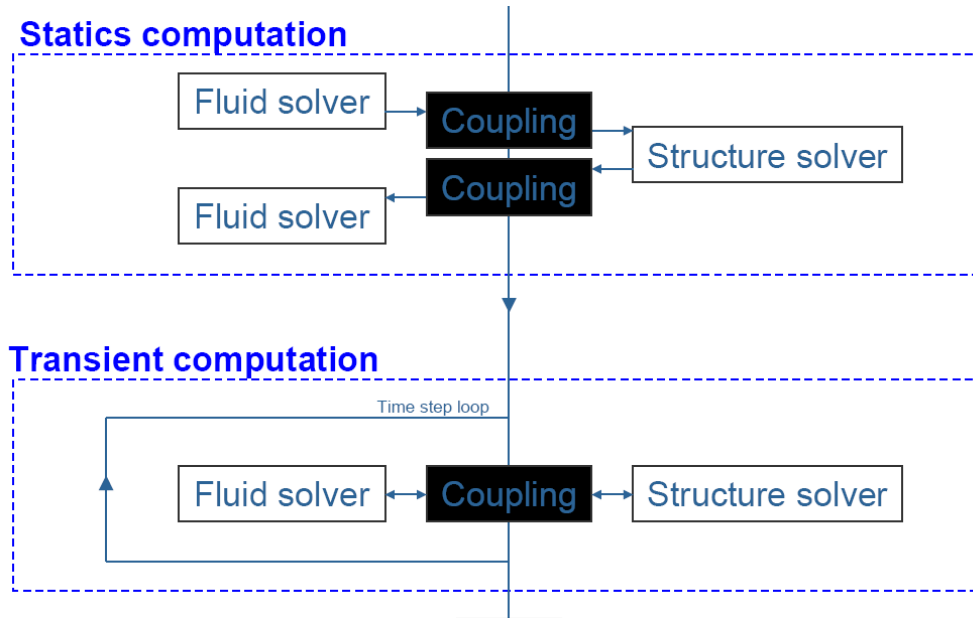 Statics computation
Fluid solver
Coupling
Structure solver
Coupling
Fluid solver
Transient computation
Time step loop
Fluid solver
Coupling
Structure solver